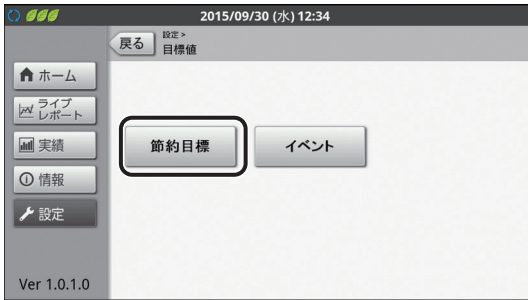 2015/09/30 (水) 12:34
戻る
設定 >
目標値
ホーム
ライブ
レポート
実績
情報
設定
節約目標
イベント
Ver 1.0.1.0